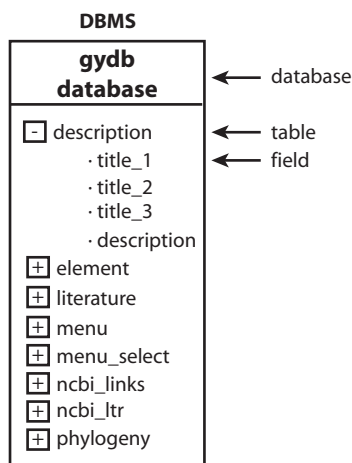 DBMS
gydb
database
database
- description
table
· title_1
field
· title_2
· title_3
· description
+ element
+ literature
+ menu
+ menu_select
+ ncbi_links
+ ncbi_ltr
+ phylogeny